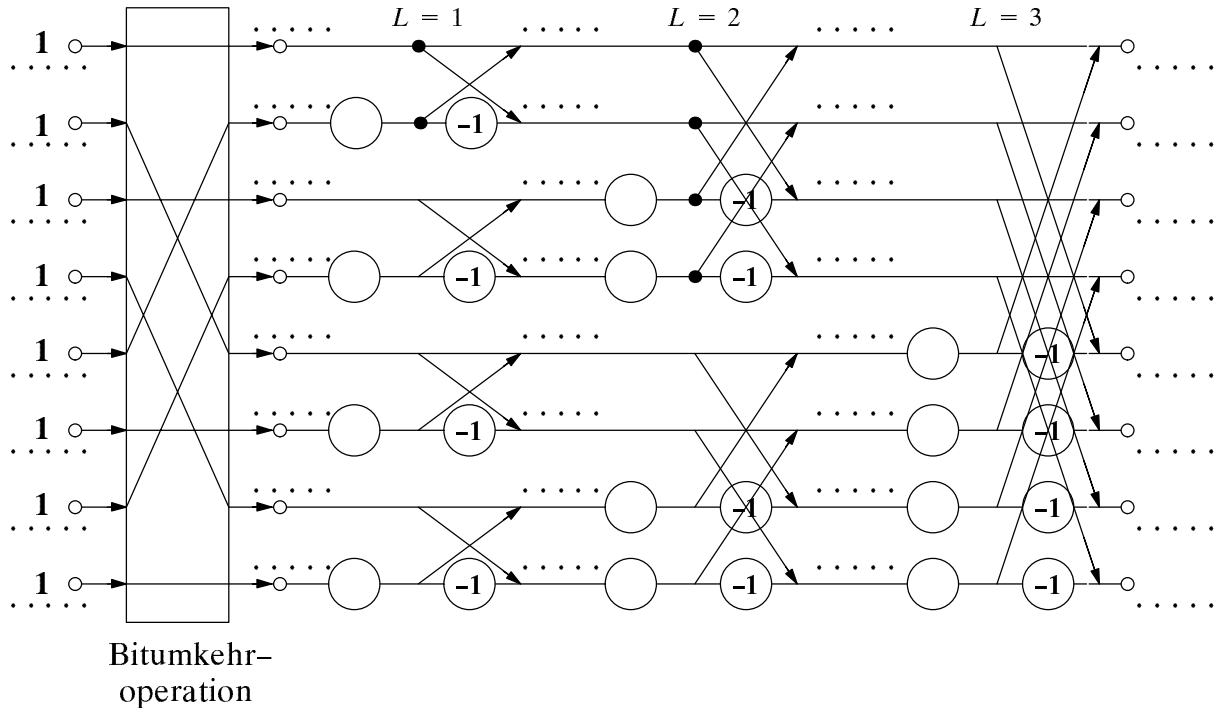 L = 1 L = 2 L = 3
1
1 –1
1 –1
1 –1 –1
1 –1
1 –1 –1
1 –1 –1
1 –1 –1 –1
Bitumkehr–
operation